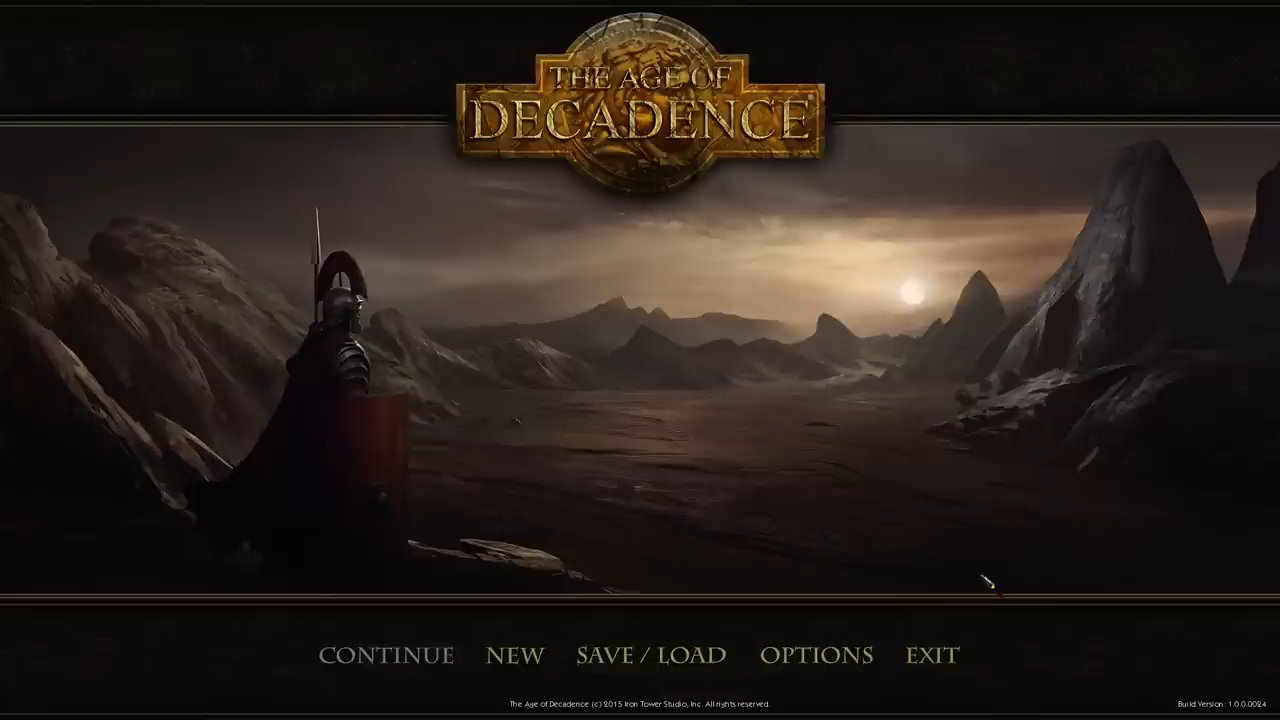 THE AGE OF
DECADENCE®
CONTINUE NEW SAVE / LOAD OPTIONS EXIT
The Age of Decadence (c) 2015 Iron Tower Studio, Inc. All rights reserved.
Build Version: 1.0.0.0024